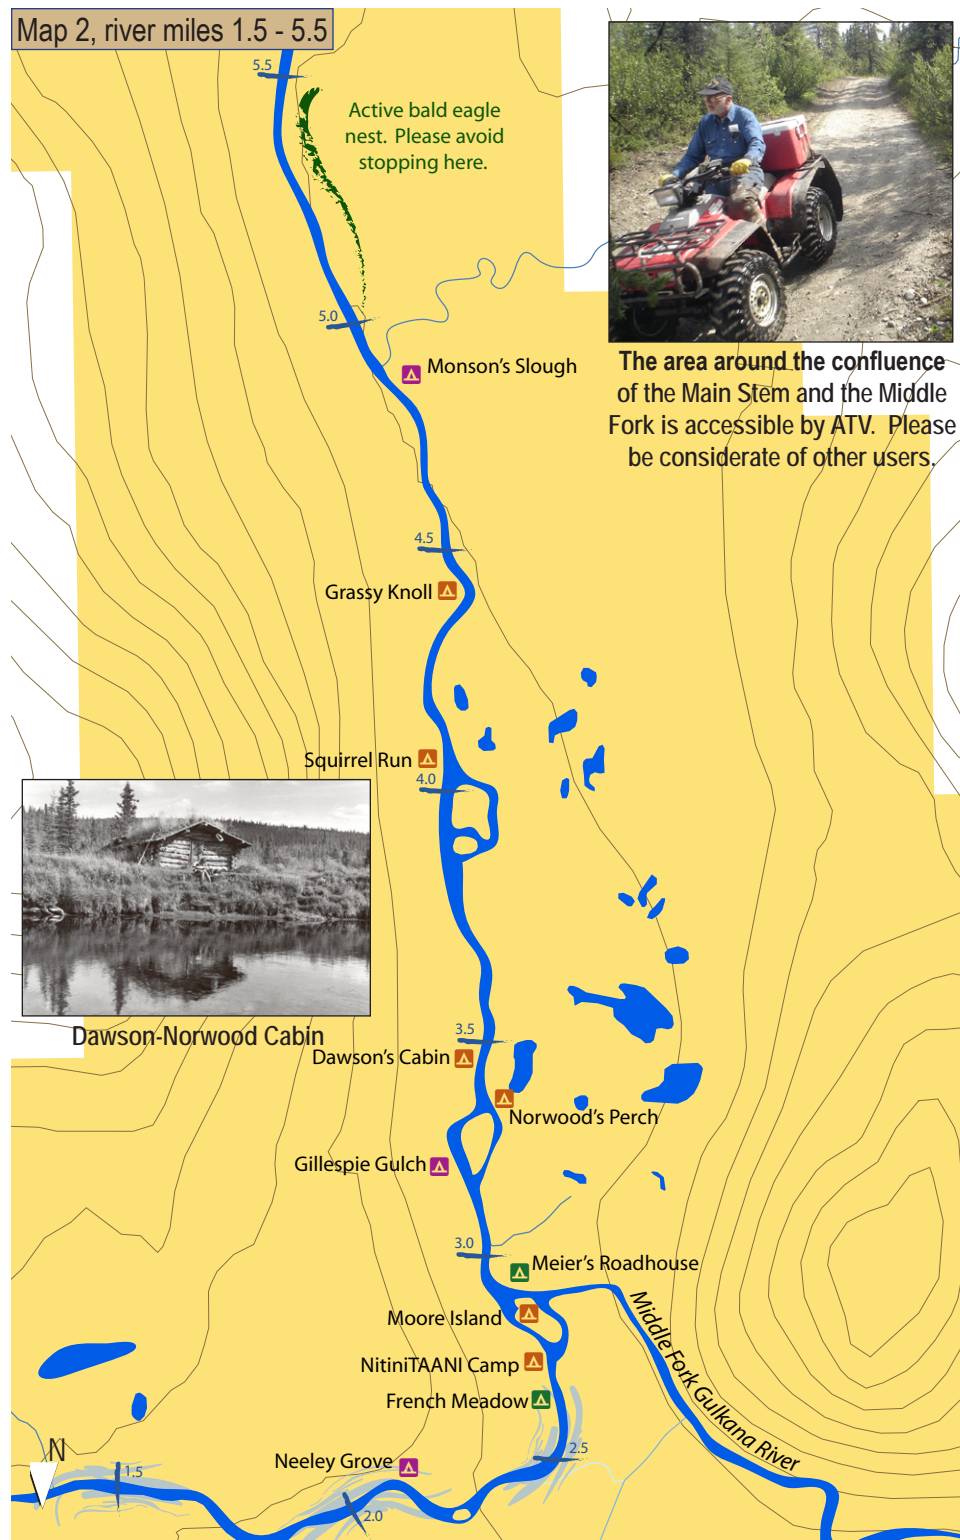 Map 2, river miles 1.5 - 5.5
5.5
Active bald eagle
nest. Please avoid
stopping here.
5.0
Monson's Slough
The area around the confluence
of the Main Stem and the Middle
Fork is accessible by ATV. Please
be considerate of other users.
4.5
Grassy Knoll
Squirrel Run
4.0
Dawson-Norwood Cabin
3.5
Dawson's Cabin
Norwood's Perch
Gillespie Gulch
3.0
Meier's Roadhouse
Moore Island
Middle Fork Gulkana River
NitiniTAANI Camp
French Meadow
N
Neeley Grove
2.5
1.5
2.0